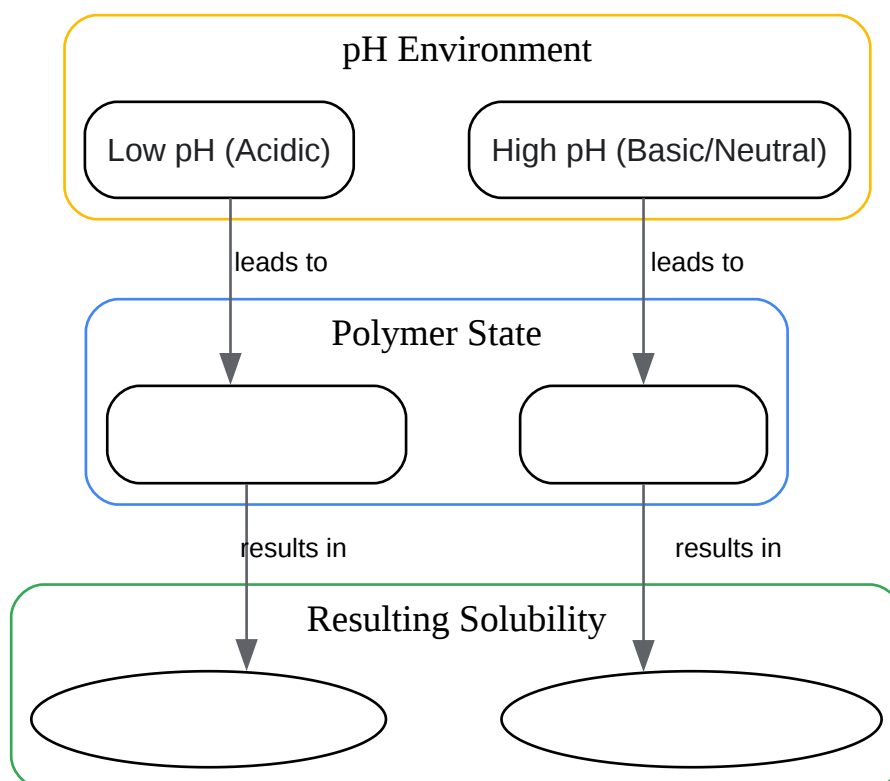 pH Environment
Low pH (Acidic)
High pH (Basic/Neutral)
leads to
leads to
Polymer State
results in
results in
Resulting Solubility